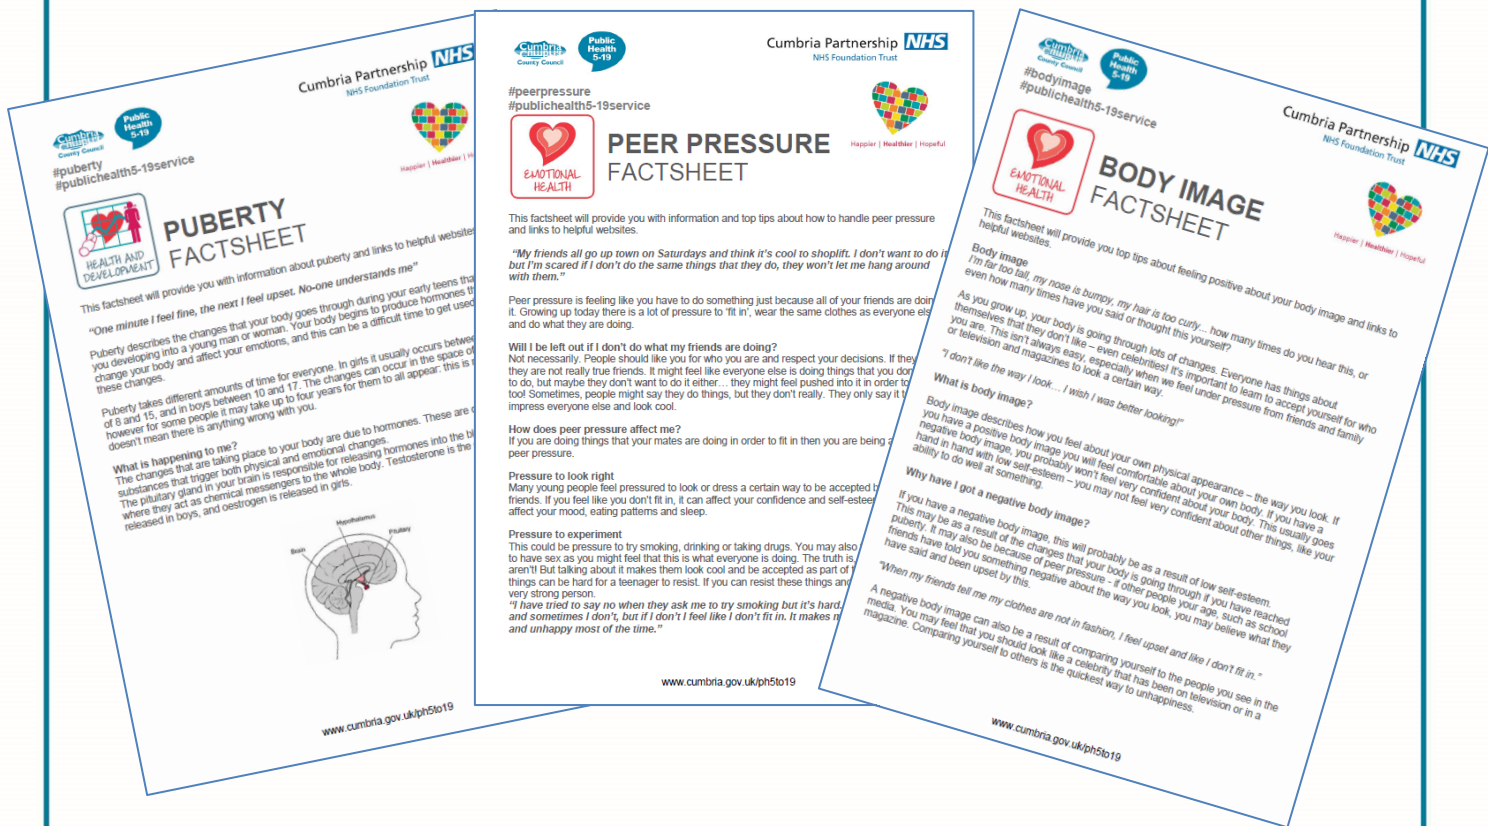 Cumbria
County Council
Public
Health
5-19
Cumbria Partnership NHS
NHS Foundation Trust
#puberty
#publichealth5-19service
Happier | Healthier | H
HEALTH AND
DEVELOPMENT
PUBERTY
FACTSHEET
This factsheet will provide you with information about puberty and links to helpful website
“One minute I feel fine, the next I feel upset. No-one understands me”
Puberty describes the changes that your body goes through during your early teens tha
you developing into a young man or woman. Your body begins to produce hormones th
change your body and affect your emotions, and this can be a difficult time to get used
these changes.
Puberty takes different amounts of time for everyone. In girls it usually occurs betwee
of 8 and 15, and in boys between 10 and 17. The changes can occur in the space of
however for some people it may take up to four years for them to all appear: this is
doesn't mean there is anything wrong with you.
What is happening to me?
The changes that are taking place to your body are due to hormones. These are
substances that trigger both physical and emotional changes.
The pituitary gland in your brain is responsible for releasing hormones into the bl
where they act as chemical messengers to the whole body. Testosterone is the
released in boys, and oestrogen is released in girls.
Hypothalamus
Pituitary
Brain
www.cumbria.gov.uk/ph5to19
Cumbria
County Council
Public
Health
5-19
Cumbria Partnership NHS
NHS Foundation Trust
#peerpressure
#publichealth5-19service
EMOTIONAL
HEALTH
PEER PRESSURE
FACTSHEET
Happier | Healthier | Hopeful
This factsheet will provide you with information and top tips about how to handle peer pressure
and links to helpful websites.
“My friends all go up town on Saturdays and think it’s cool to shoplift. I don’t want to do it
but I’m scared if I don’t do the same things that they do, they won’t let me hang around
with them.”
Peer pressure is feeling like you have to do something just because all of your friends are doin
it. Growing up today there is a lot of pressure to ‘fit in’, wear the same clothes as everyone els
and do what they are doing.
Will I be left out if I don’t do what my friends are doing?
Not necessarily. People should like you for who you are and respect your decisions. If they
they are not really true friends. It might feel like everyone else is doing things that you don
to do, but maybe they don’t want to do it either… they might feel pushed into it in order to
too! Sometimes, people might say they do things, but they don’t really. They only say it t
impress everyone else and look cool.
How does peer pressure affect me?
If you are doing things that your mates are doing in order to fit in then you are being a
peer pressure.
Pressure to look right
Many young people feel pressured to look or dress a certain way to be accepted b
friends. If you feel like you don’t fit in, it can affect your confidence and self-esteer
affect your mood, eating patterns and sleep.
Pressure to experiment
This could be pressure to try smoking, drinking or taking drugs. You may also
to have sex as you might feel that this is what everyone is doing. The truth is,
aren’t! But talking about it makes them look cool and be accepted as part of t
things can be hard for a teenager to resist. If you can resist these things and
very strong person.
“I have tried to say no when they ask me to try smoking but it’s hard.
and sometimes I don’t, but if I don’t I feel like I don’t fit in. It makes m
and unhappy most of the time.”
www.cumbria.gov.uk/ph5to19
Cumbria
County Council
Public
Health
5-19
#bodyimage
#publichealth5-19service
Cumbria Partnership NHS
NHS Foundation Trust
EMOTIONAL
HEALTH
BODY IMAGE
FACTSHEET
Happier | Healthier | Hopeful
This factsheet will provide you top tips about feeling positive about your body image and links to
helpful websites.
Body image
I’m far too tall, my nose is bumpy, my hair is too curly... how many times do you hear this, or
even how many times have you said or thought this yourself?
As you grow up, your body is going through lots of changes. Everyone has things about
themselves that they don’t like – even celebrities! It’s important to learn to accept yourself for who
you are. This isn’t always easy, especially when we feel under pressure from friends and family
or television and magazines to look a certain way.
“I don’t like the way I look… I wish I was better looking!”
What is body image?
Body image describes how you feel about your own physical appearance – the way you look. If
you have a positive body image you will feel comfortable about your own body. If you have a
negative body image, you probably won’t feel very confident about your body. This usually goes
hand in hand with low self-esteem – you may not feel very confident about other things, like your
ability to do well at something.
Why have I got a negative body image?
If you have a negative body image, this will probably be as a result of low self-esteem.
This may be as a result of the changes that your body is going through if you have reached
puberty. It may also be because of peer pressure - if other people your age, such as school
friends have told you something negative about the way you look, you may believe what they
have said and been upset by this.
“When my friends tell me my clothes are not in fashion, I feel upset and like I don’t fit in.”
A negative body image can also be a result of comparing yourself to the people you see in the
media. You may feel that you should look like a celebrity that has been on television or in a
magazine. Comparing yourself to others is the quickest way to unhappiness.
www.cumbria.gov.uk/ph5to19